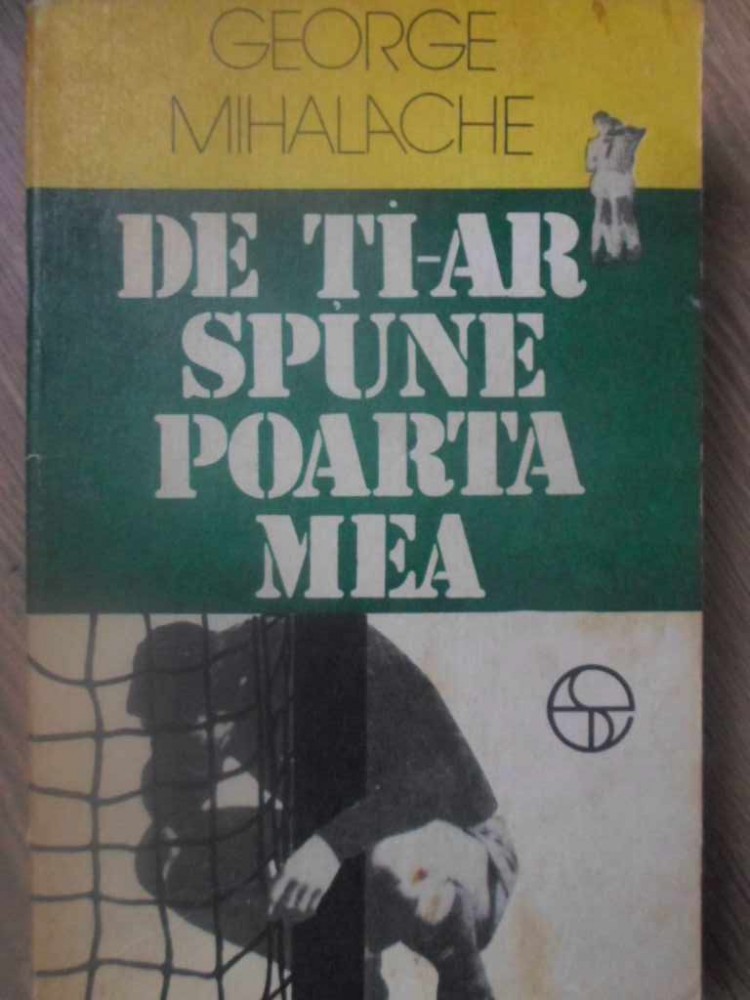 GEORGE
MIHALACHE
DE ȚI-AR
SPUNE
POARTA
MEA